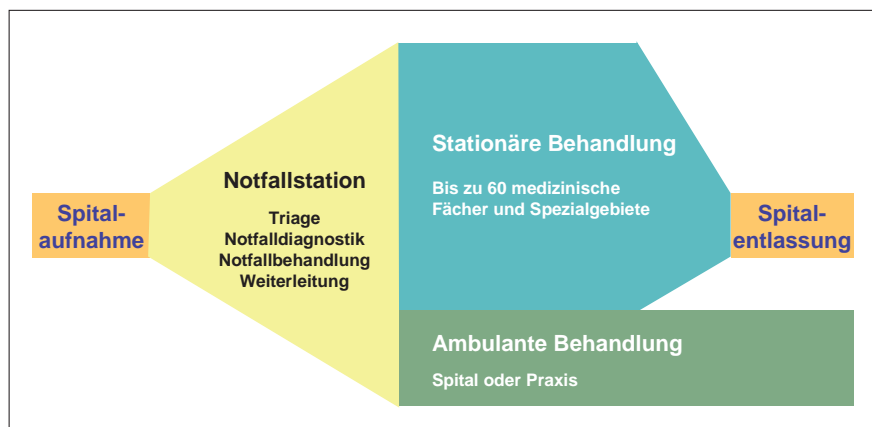 Spital-
aufnahme
Notfallstation
Triage
Notfalldiagnostik
Notfallbehandlung
Weiterleitung
Stationäre Behandlung
Bis zu 60 medizinische
Fächer und Spezialgebiete
Ambulante Behandlung
Spital oder Praxis
Spital-
entlassung